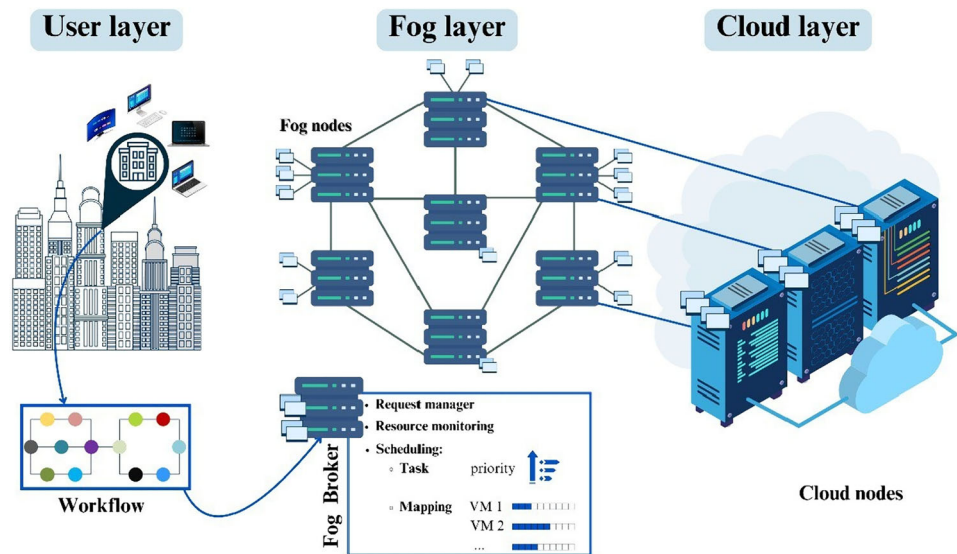 User layer
Fog layer
Cloud layer
Fog nodes
Workflow
Fog Broker
• Request manager
• Resource monitoring
• Scheduling:
○ Task priority
○ Mapping VM 1
VM 2
...
Cloud nodes